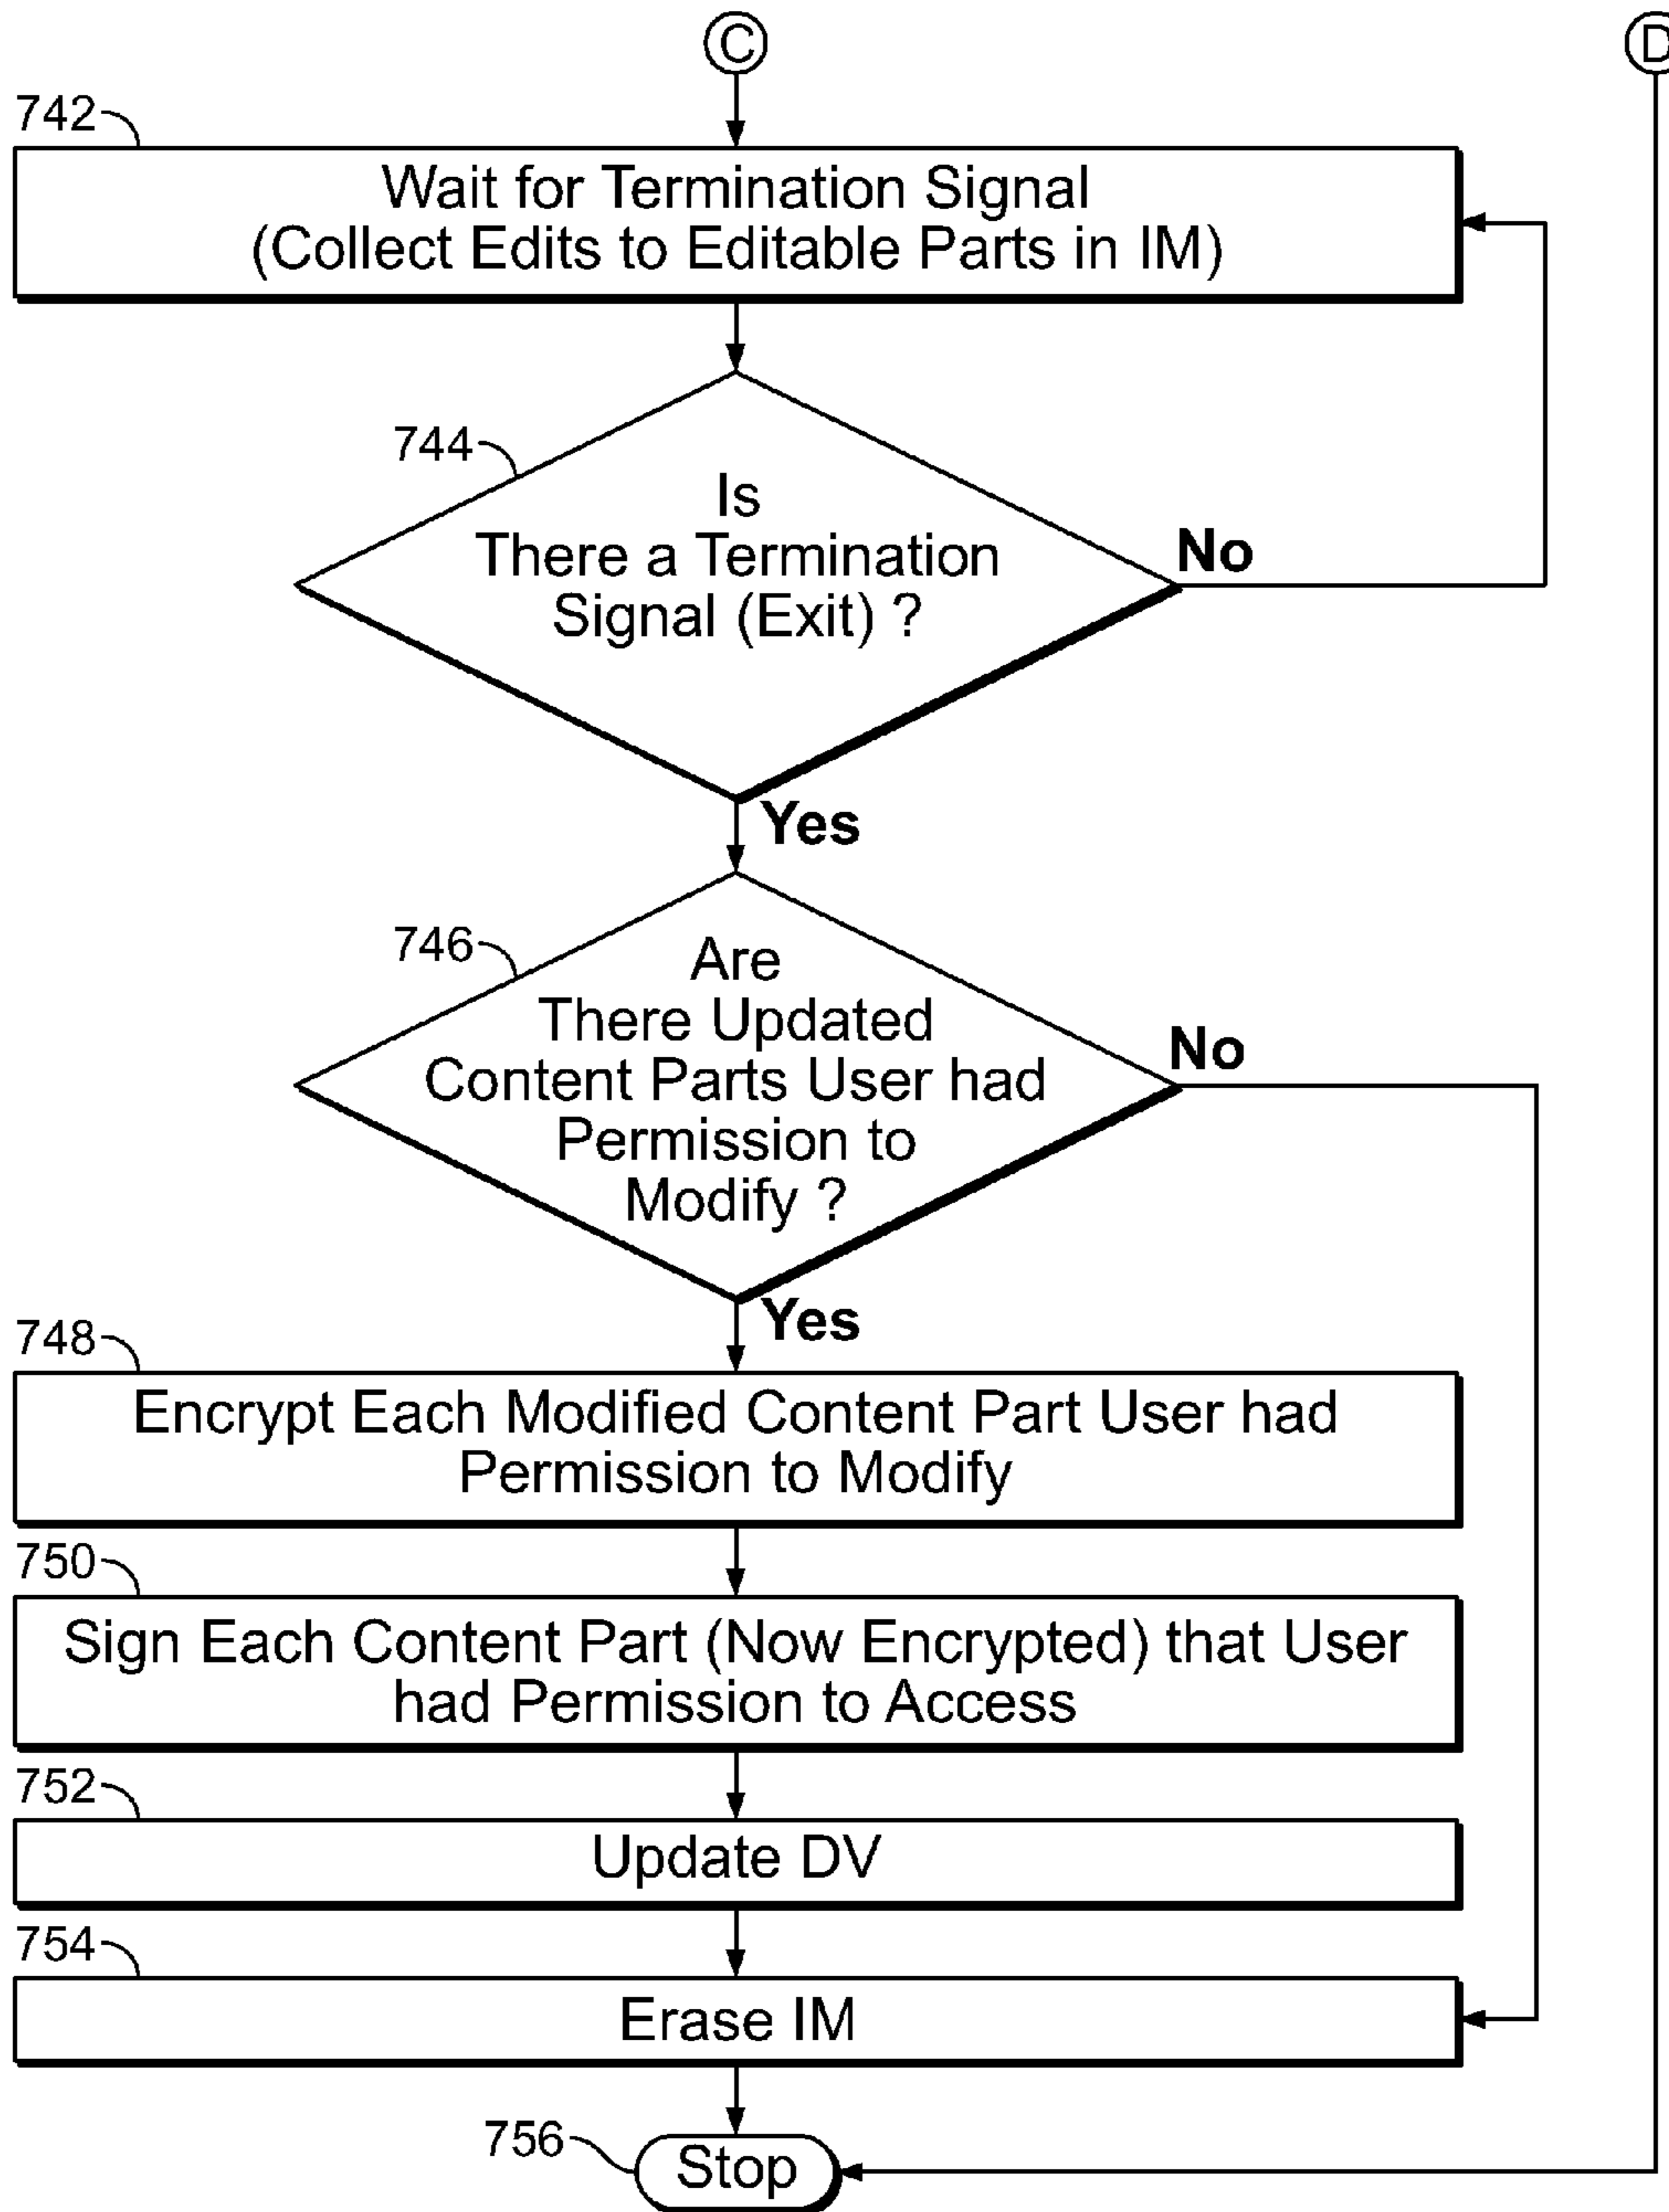 C
D
742
Wait for Termination Signal
(Collect Edits to Editable Parts in IM)
744
Is
There a Termination
Signal (Exit) ?
No
Yes
746
Are
There Updated
Content Parts User had
Permission to
Modify ?
No
Yes
748
Encrypt Each Modified Content Part User had
Permission to Modify
750
Sign Each Content Part (Now Encrypted) that User
had Permission to Access
752
Update DV
754
Erase IM
756
Stop